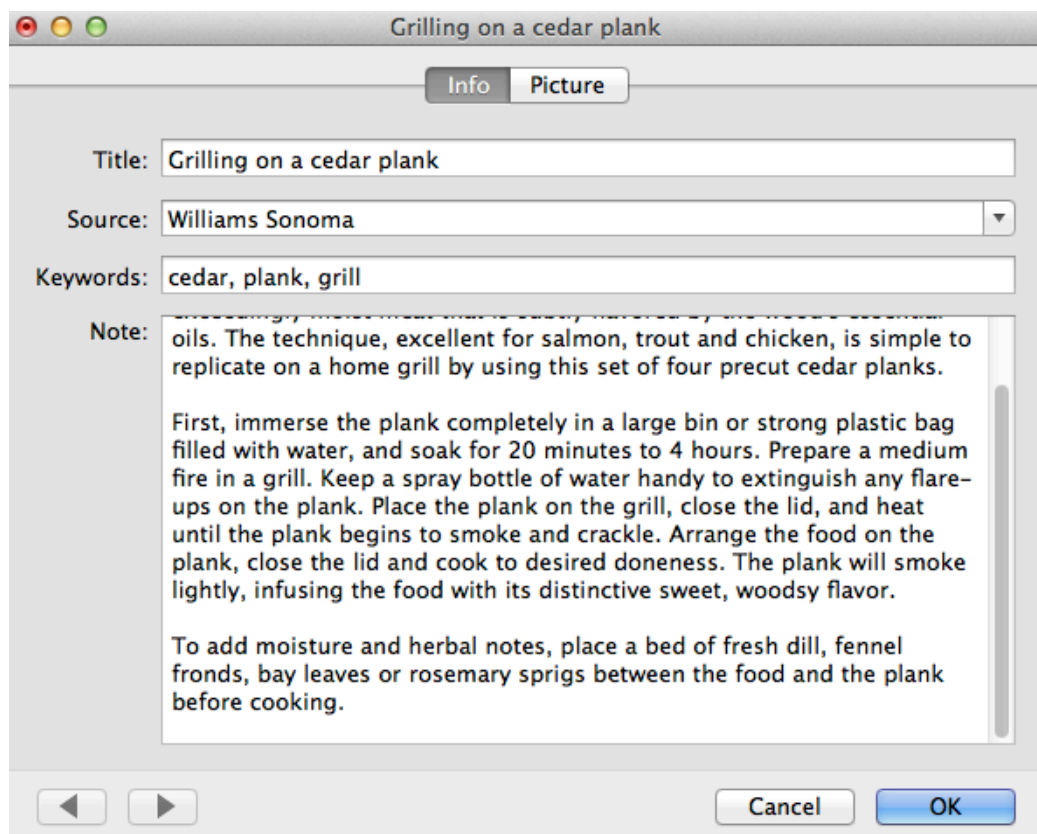 Grilling on a cedar plank
Info Picture
Title: Grilling on a cedar plank
Source: Williams Sonoma
Keywords: cedar, plank, grill
Note:
oils. The technique, excellent for salmon, trout and chicken, is simple to
replicate on a home grill by using this set of four precut cedar planks.
First, immerse the plank completely in a large bin or strong plastic bag
filled with water, and soak for 20 minutes to 4 hours. Prepare a medium
fire in a grill. Keep a spray bottle of water handy to extinguish any flare-
ups on the plank. Place the plank on the grill, close the lid, and heat
until the plank begins to smoke and crackle. Arrange the food on the
plank, close the lid and cook to desired doneness. The plank will smoke
lightly, infusing the food with its distinctive sweet, woodsy flavor.
To add moisture and herbal notes, place a bed of fresh dill, fennel
fronds, bay leaves or rosemary sprigs between the food and the plank
before cooking.
Cancel OK